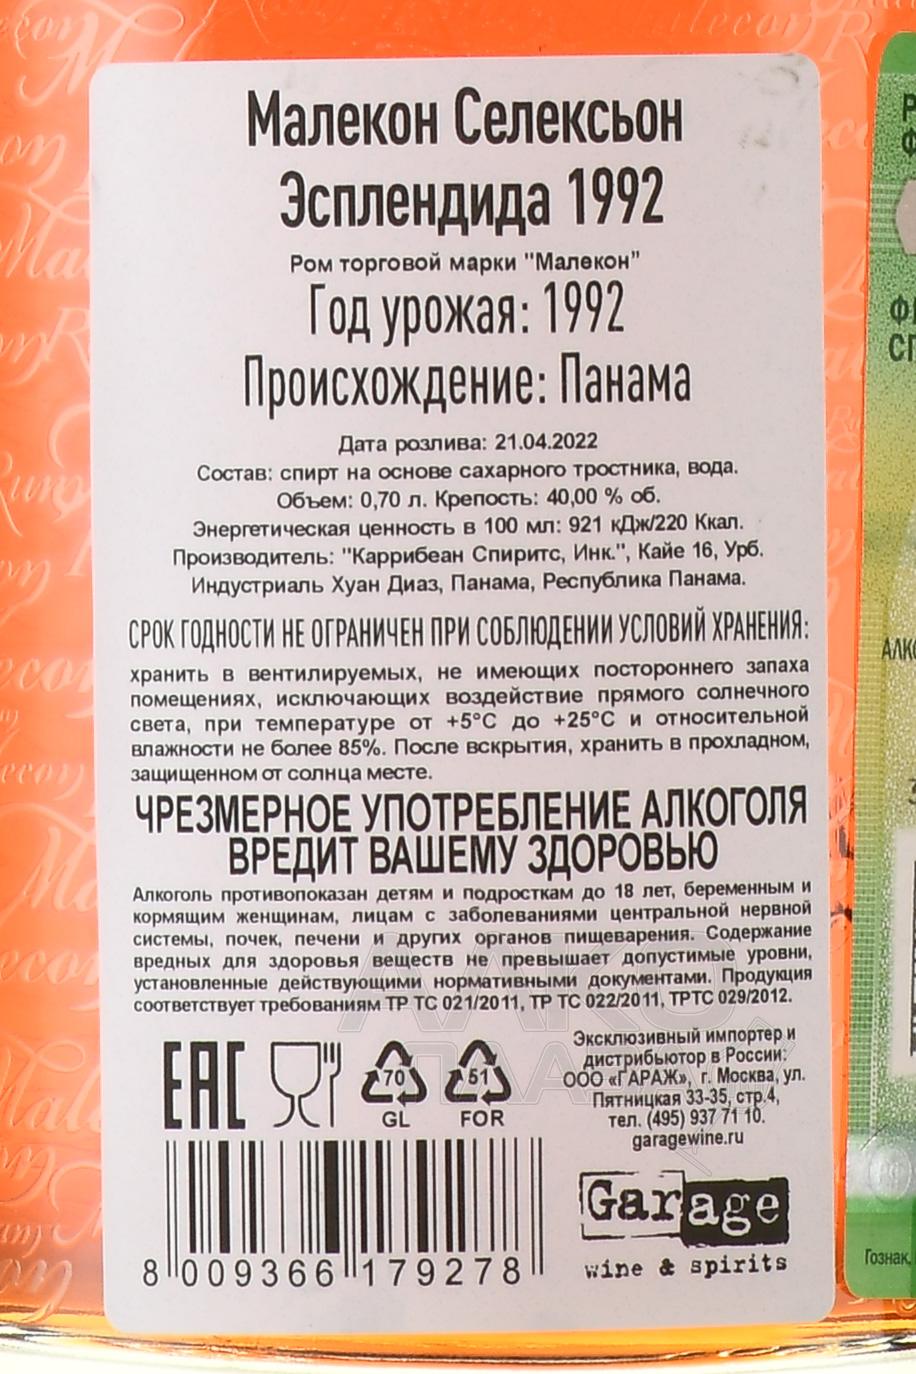 Малекон Селексьон
Эсплендида 1992
Ром торговой марки "Малекон"
Год урожая: 1992
Происхождение: Панама
Дата розлива: 21.04.2022
Состав: спирт на основе сахарного тростника, вода.
Объем: 0,70 л. Крепость: 40,00 % об.
Энергетическая ценность в 100 мл: 921 кДж/220 Ккал.
Производитель: "Каррибеан Спиритс, Инк.", Кайе 16, Урб.
Индустриаль Хуан Диаз, Панама, Республика Панама.
СРОК ГОДНОСТИ НЕ ОГРАНИЧЕН ПРИ СОБЛЮДЕНИИ УСЛОВИЙ ХРАНЕНИЯ:
хранить в вентилируемых, не имеющих постороннего запаха
помещениях, исключающих воздействие прямого солнечного
света, при температуре от +5°С до +25°С и относительной
влажности не более 85%. После вскрытия, хранить в прохладном,
защищенном от солнца месте.
ЧРЕЗМЕРНОЕ УПОТРЕБЛЕНИЕ АЛКОГОЛЯ
ВРЕДИТ ВАШЕМУ ЗДОРОВЬЮ
Алкоголь противопоказан детям и подросткам до 18 лет, беременным и
кормящим женщинам, лицам с заболеваниями центральной нервной
системы, почек, печени и других органов пищеварения. Содержание
вредных для здоровья веществ не превышает допустимые уровни,
установленные действующими нормативными документами. Продукция
соответствует требованиям ТР ТС 021/2011, ТР ТС 022/2011, ТРТС 029/2012.
EAC
70
GL
51
FOR
Эксклюзивный импортер и
дистрибьютор в России:
ООО «ГАРАЖ», г. Москва, ул.
Пятницкая 33-35, стр.4,
тел. (495) 937 71 10.
garagewine.ru
Garage
wine & spirits
8 009366 179278
Гознак,